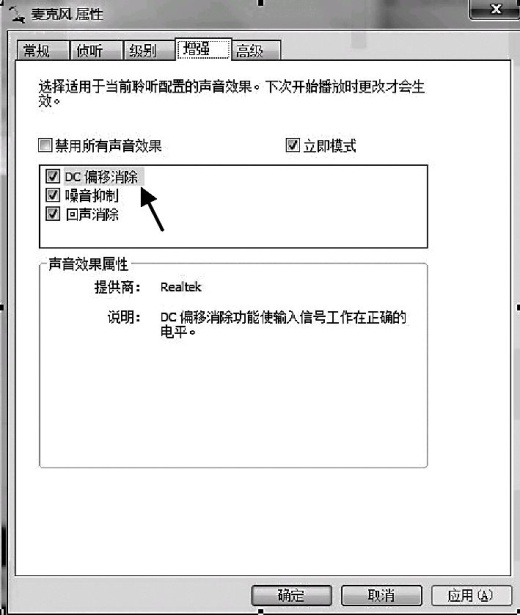 麦克风 属性
常规 侦听 级别 增强 高级
选择适用于当前聆听配置的声音效果。下次开始播放时更改才会生
效。
禁用所有声音效果 立即模式
DC 偏移消除
噪音抑制
回声消除
声音效果属性
提供商： Realtek
说明： DC 偏移消除功能使输入信号工作在正确的
电平。
确定 取消 应用(A)